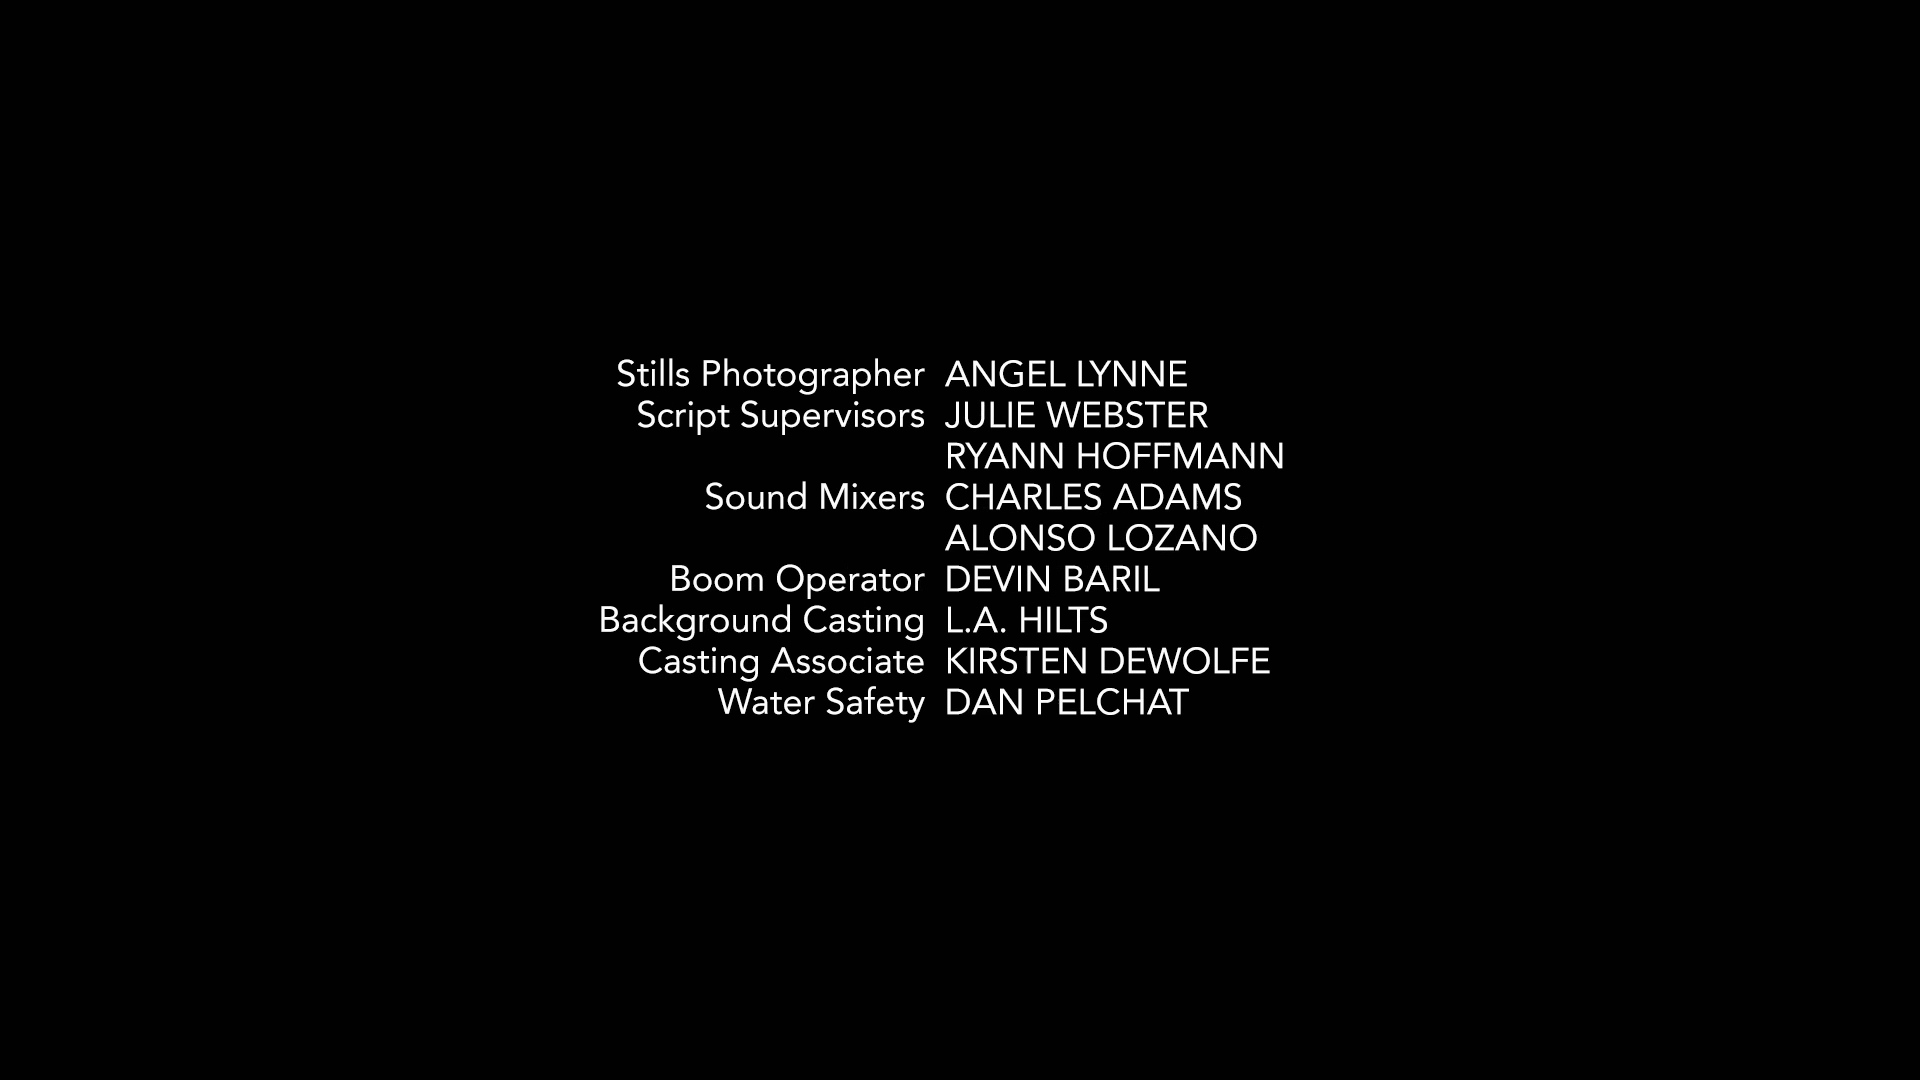 Stills Photographer ANGEL LYNNE
Script Supervisors JULIE WEBSTER
RYANN HOFFMANN
Sound Mixers CHARLES ADAMS
ALONSO LOZANO
Boom Operator DEVIN BARIL
Background Casting L.A. HILTS
Casting Associate KIRSTEN DEWOLFE
Water Safety DAN PELCHAT